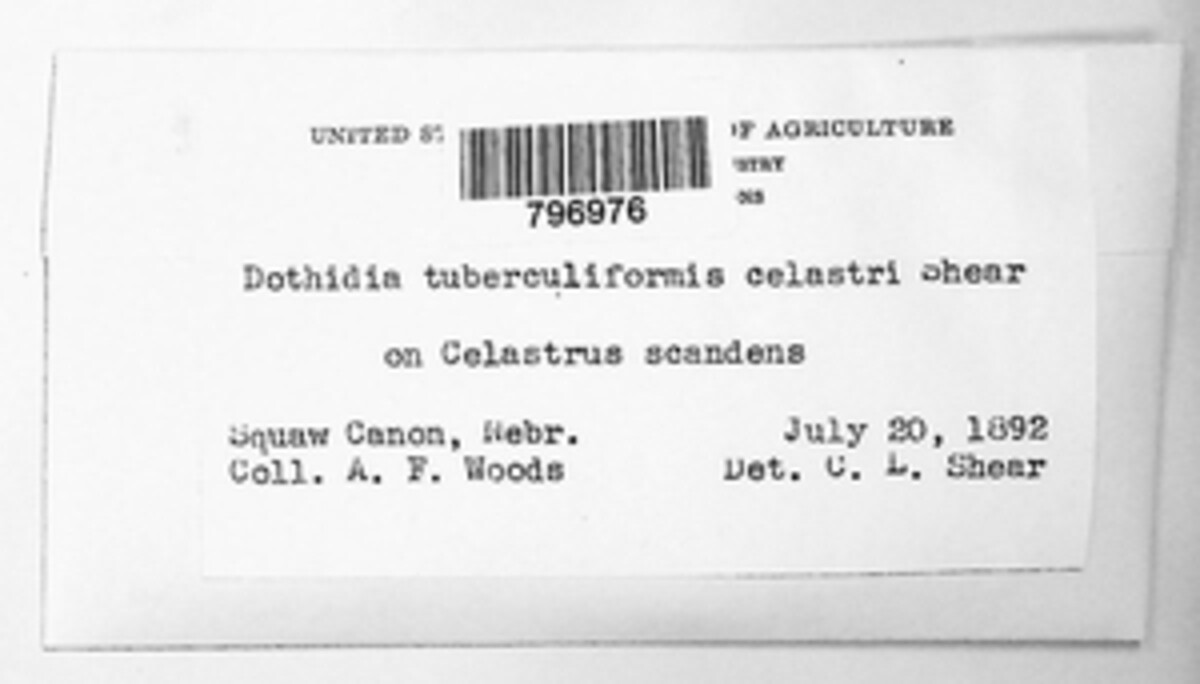 UNITED OF AGRICULTURE
796976
Dothidia tuberculiformis celastri Shear
on Celastrus scandens
Squaw Canon, Nebr. July 20, 1892
Coll. A. F. Woods Det. C. L. Shear